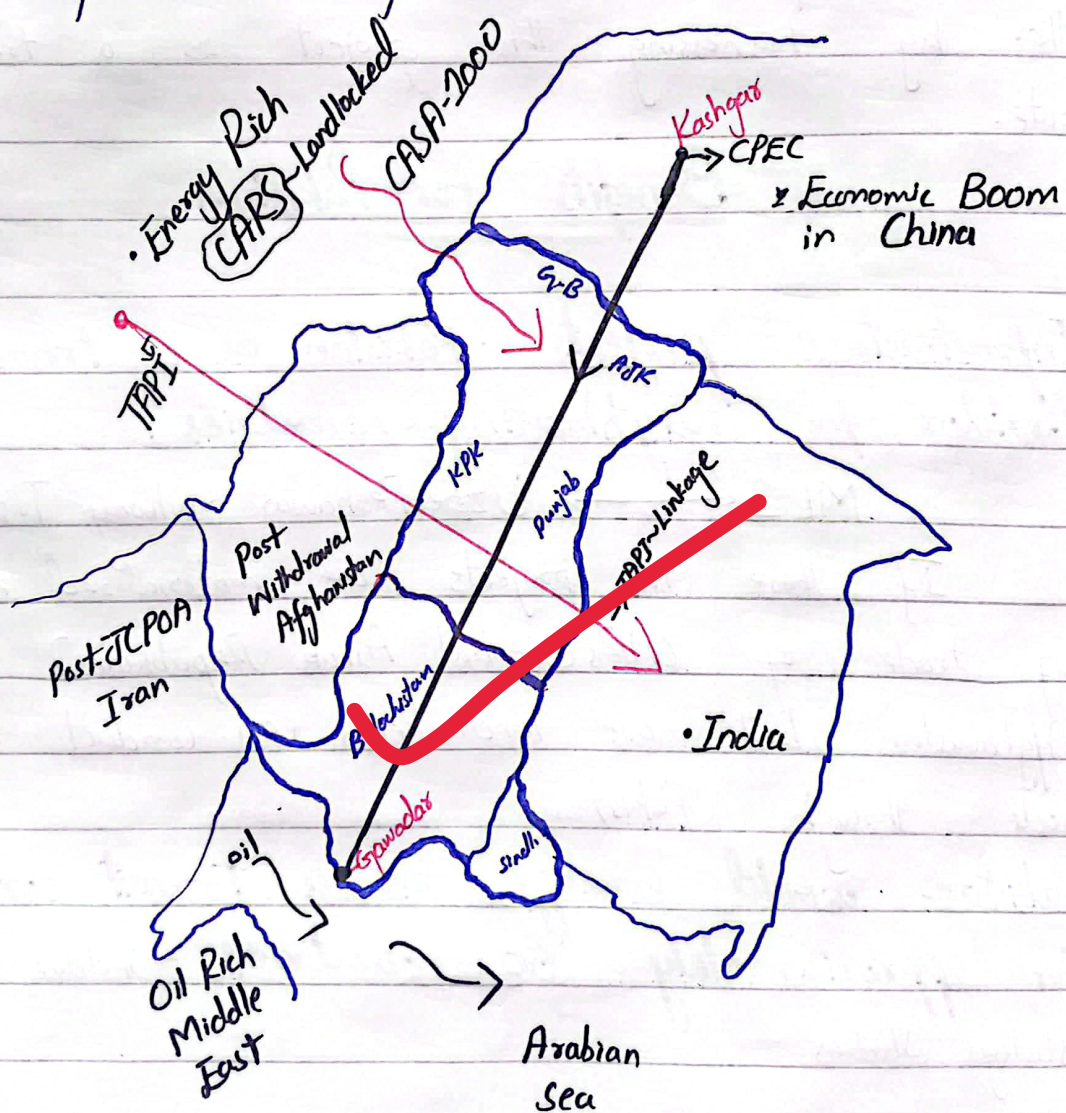 • Energy Rich
CARS ~ Landlocked
CASA-1000
Kashgar
→ CPEC
* Economic Boom
in China
G-B
AJK
TAPI
KPK
Punjab
TAPI~Linkage
Post
Withdrawal
Afghanistan
Post-JCPOA
Iran
Balochistan
• India
Gawadar
Sindh
oil
Oil Rich
Middle
East
Arabian
Sea